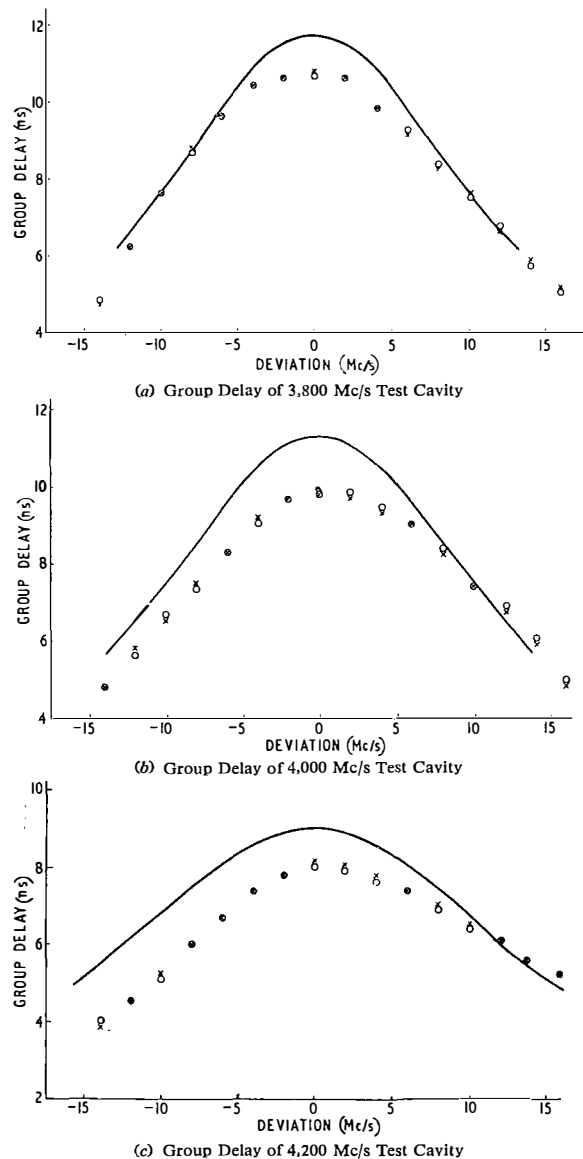 12
10
8
6
4
GROUP DELAY (ns)
-15 -10 -5 0 5 10 15
DEVIATION (Mc/s)
(a) Group Delay of 3,800 Mc/s Test Cavity
12
10
8
6
4
GROUP DELAY (ns)
-15 -10 -5 0 5 10 15
DEVIATION (Mc/s)
(b) Group Delay of 4,000 Mc/s Test Cavity
10
8
6
4
2
GROUP DELAY (ns)
-15 -10 -5 0 5 10 15
DEVIATION (Mc/s)
(c) Group Delay of 4,200 Mc/s Test Cavity